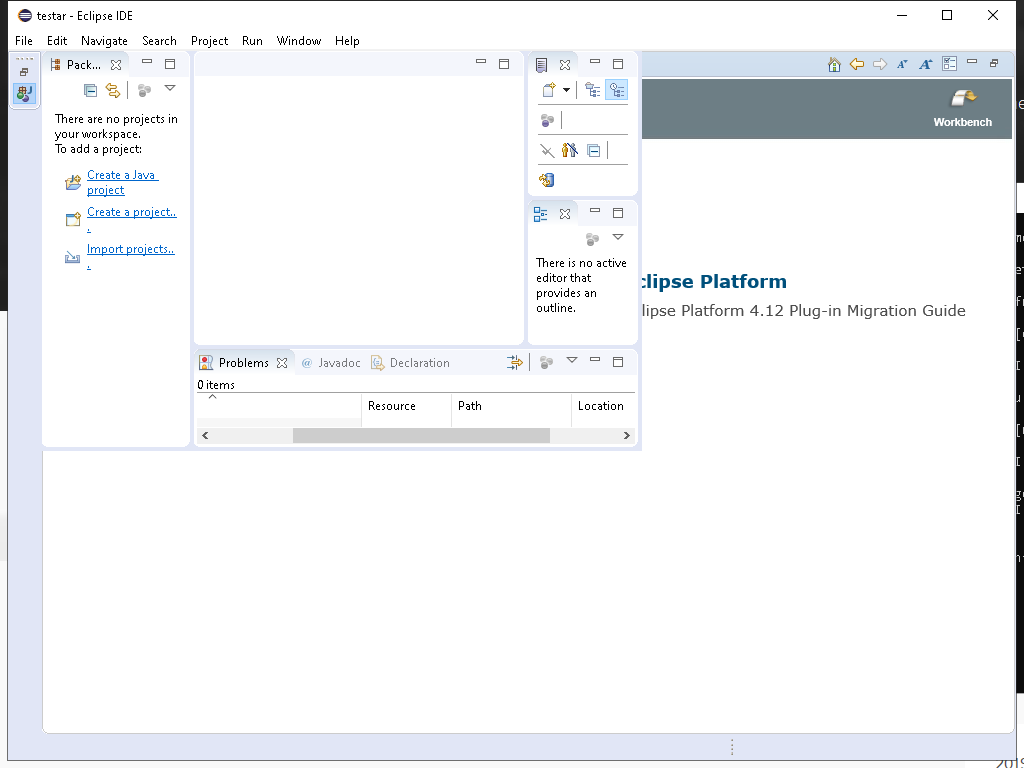 testar - Eclipse IDE
File Edit Navigate Search Project Run Window Help
Pack...
Workbench
There are no projects in
your workspace.
To add a project:
Create a Java
project
Create a project..
.
Import projects..
.
There is no active
editor that
provides an
outline.
clipse Platform
lipse Platform 4.12 Plug-in Migration Guide
Problems @ Javadoc Declaration
0 items
Resource Path Location